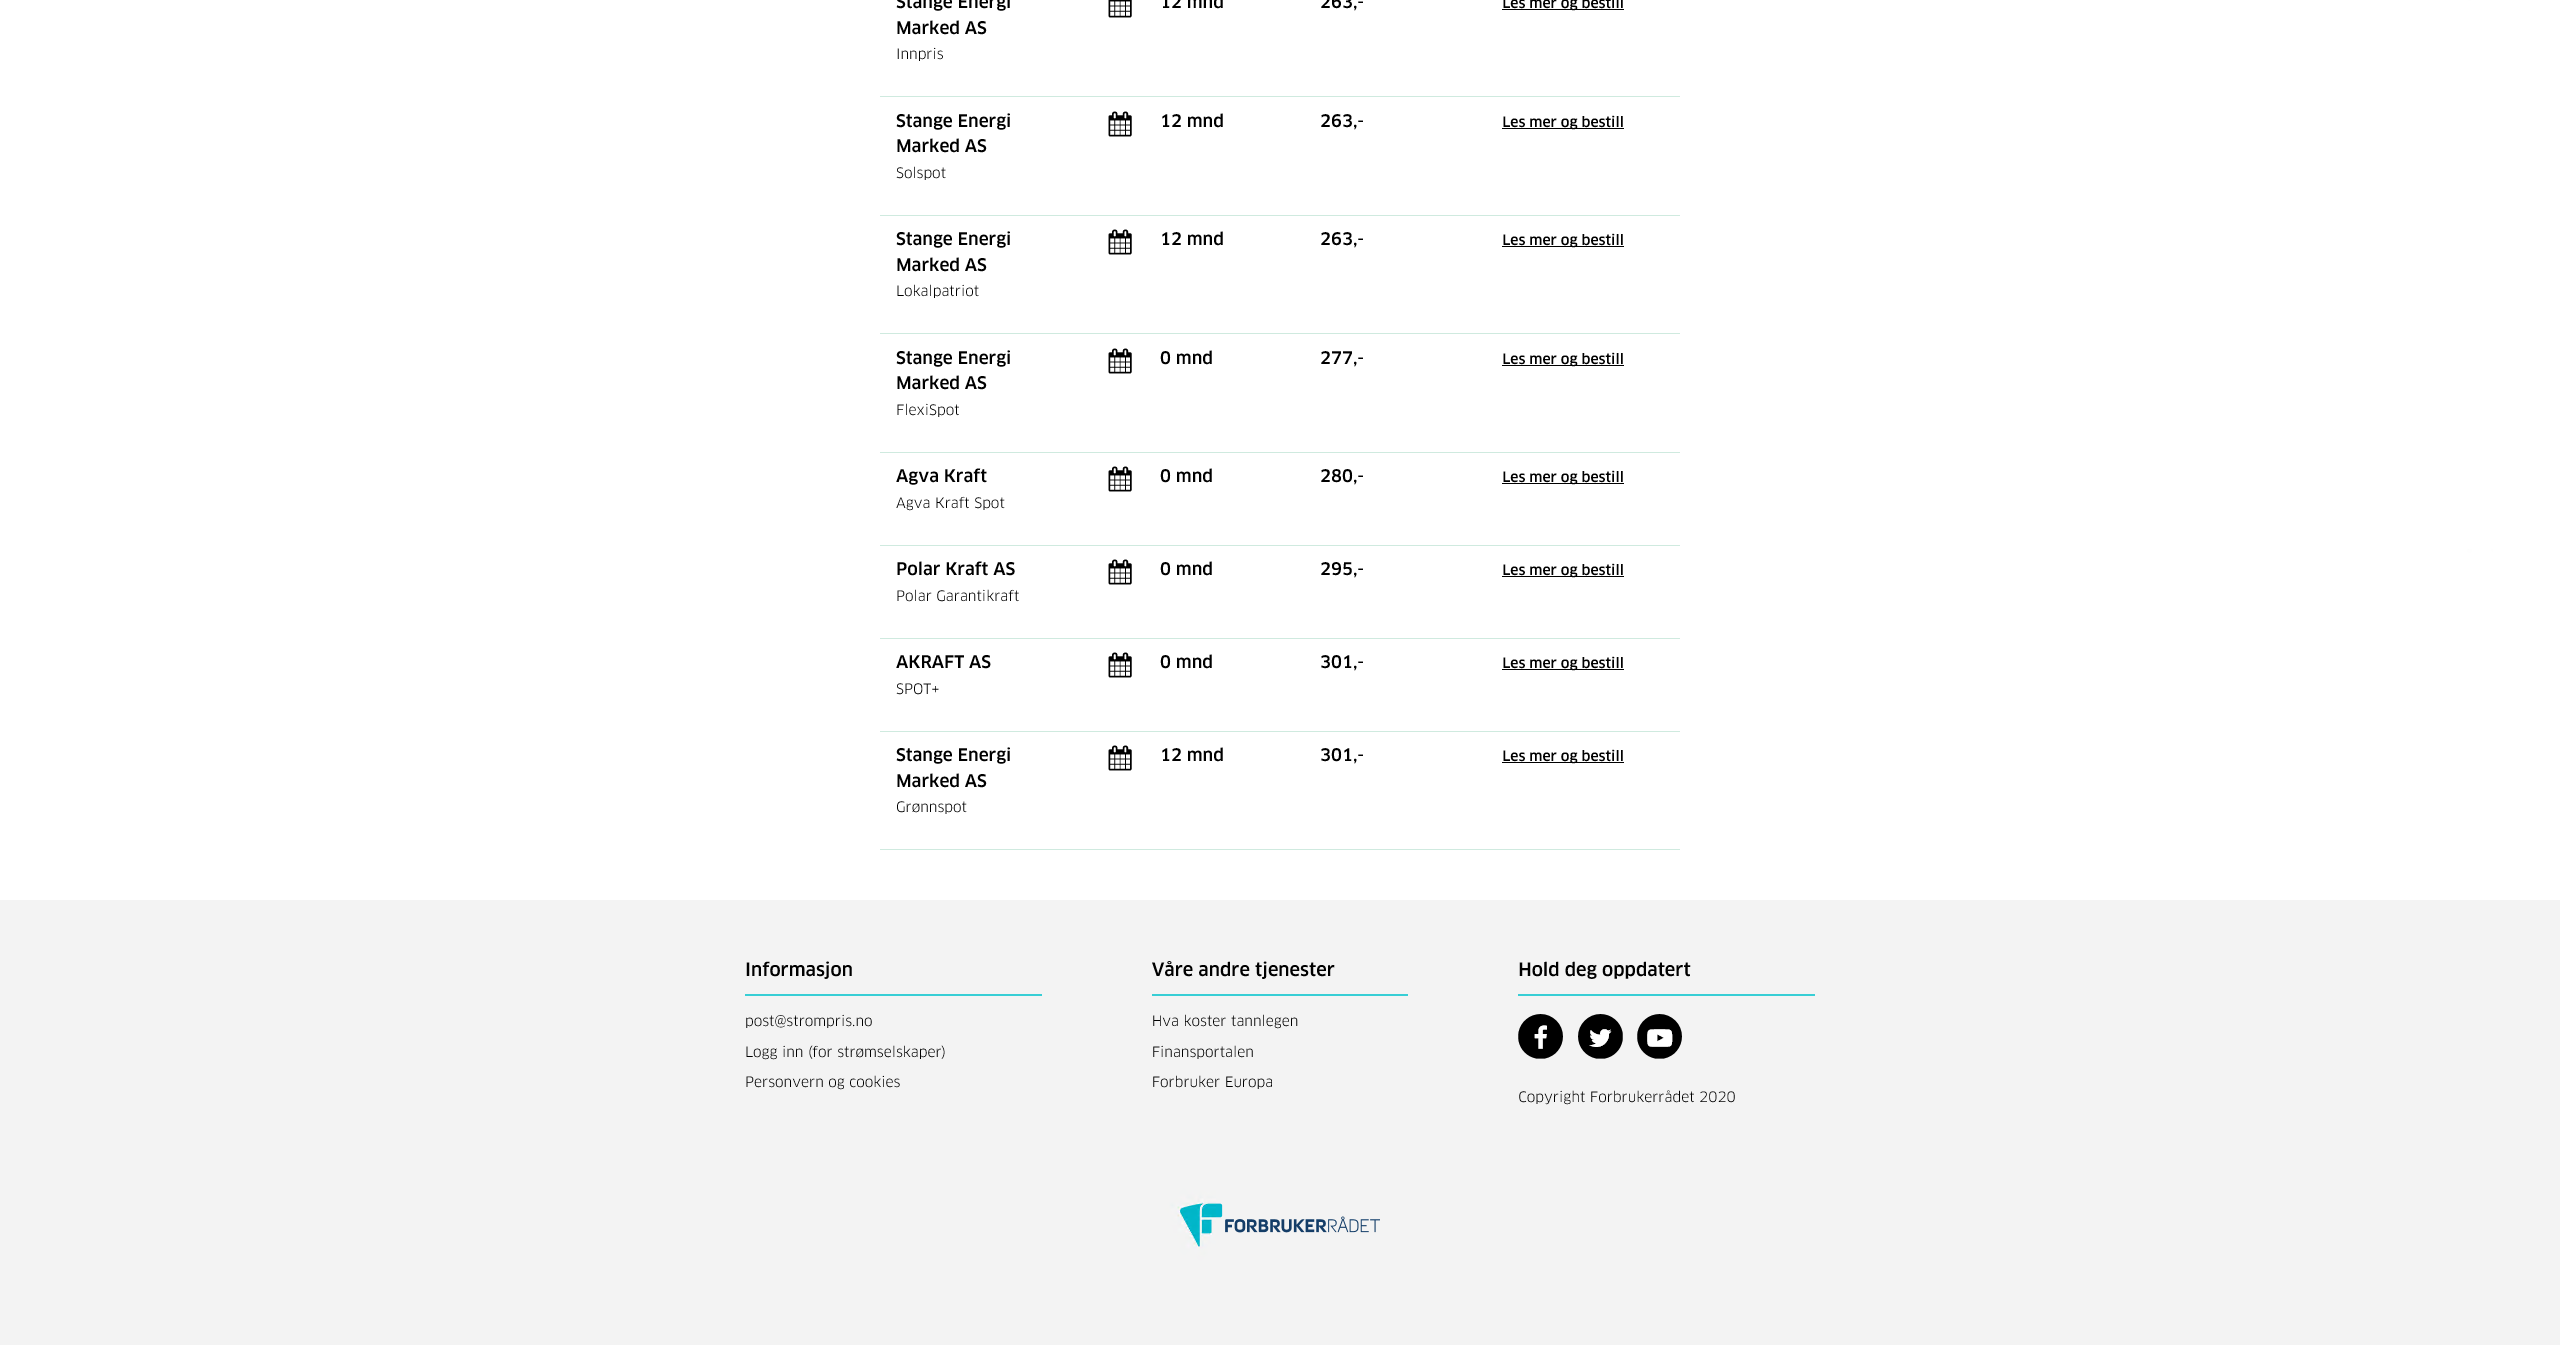 Stange Energi 12 mnd 263,- Les mer og bestill
Marked AS
Innpris
Stange Energi 12 mnd 263,- Les mer og bestill
Marked AS
Solspot
Stange Energi 12 mnd 263,- Les mer og bestill
Marked AS
Lokalpatriot
Stange Energi 0 mnd 277,- Les mer og bestill
Marked AS
FlexiSpot
Agva Kraft 0 mnd 280,- Les mer og bestill
Agva Kraft Spot
Polar Kraft AS 0 mnd 295,- Les mer og bestill
Polar Garantikraft
AKRAFT AS 0 mnd 301,- Les mer og bestill
SPOT+
Stange Energi 12 mnd 301,- Les mer og bestill
Marked AS
Grønnspot
Informasjon
post@strompris.no
Logg inn (for strømselskaper)
Personvern og cookies
Våre andre tjenester
Hva koster tannlegen
Finansportalen
Forbruker Europa
Hold deg oppdatert
Copyright Forbrukerrådet 2020
FORBRUKERRÅDET